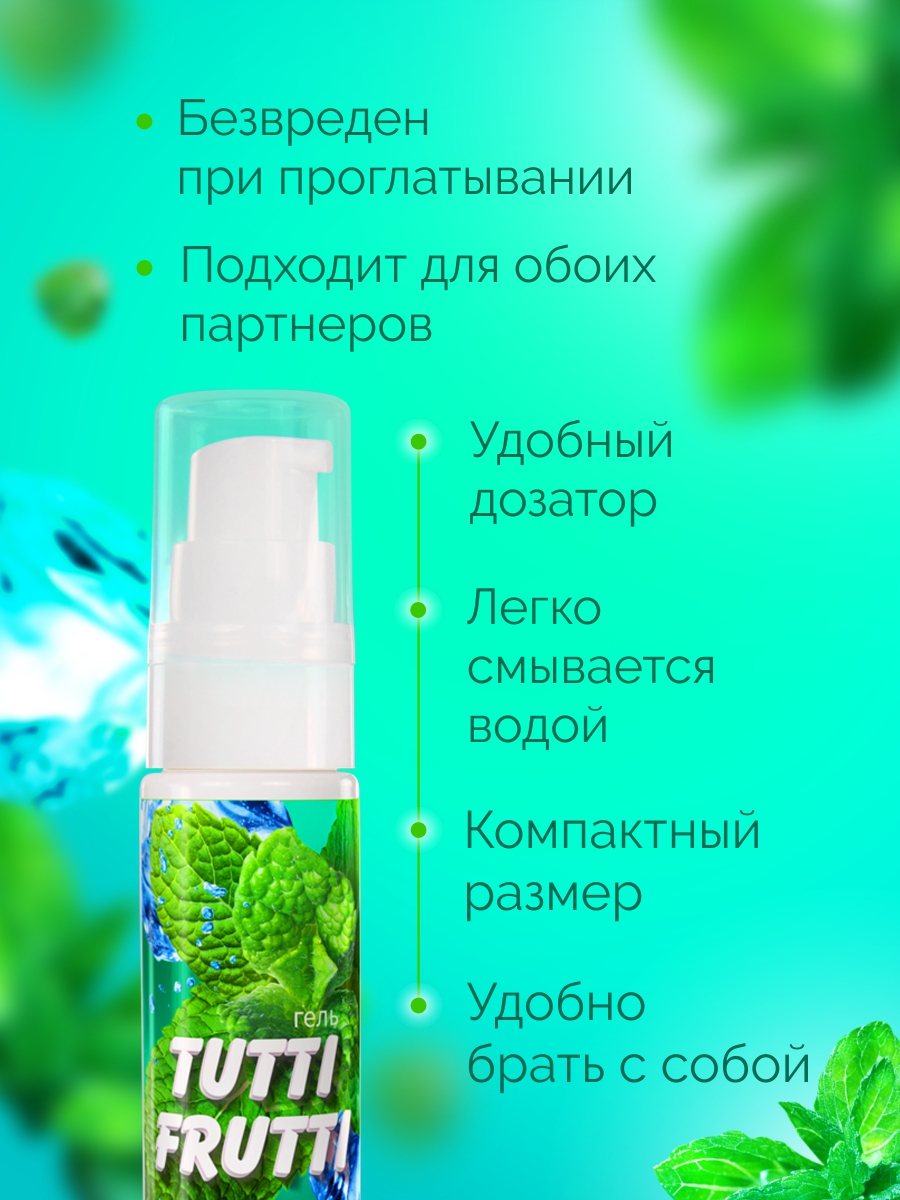 Безвреден
при проглатывании
Подходит для обоих
партнеров
Удобный
дозатор
Легко
смывается
водой
Компактный
размер
Удобно
брать с собой
гель
TUTTI
FRUTTI